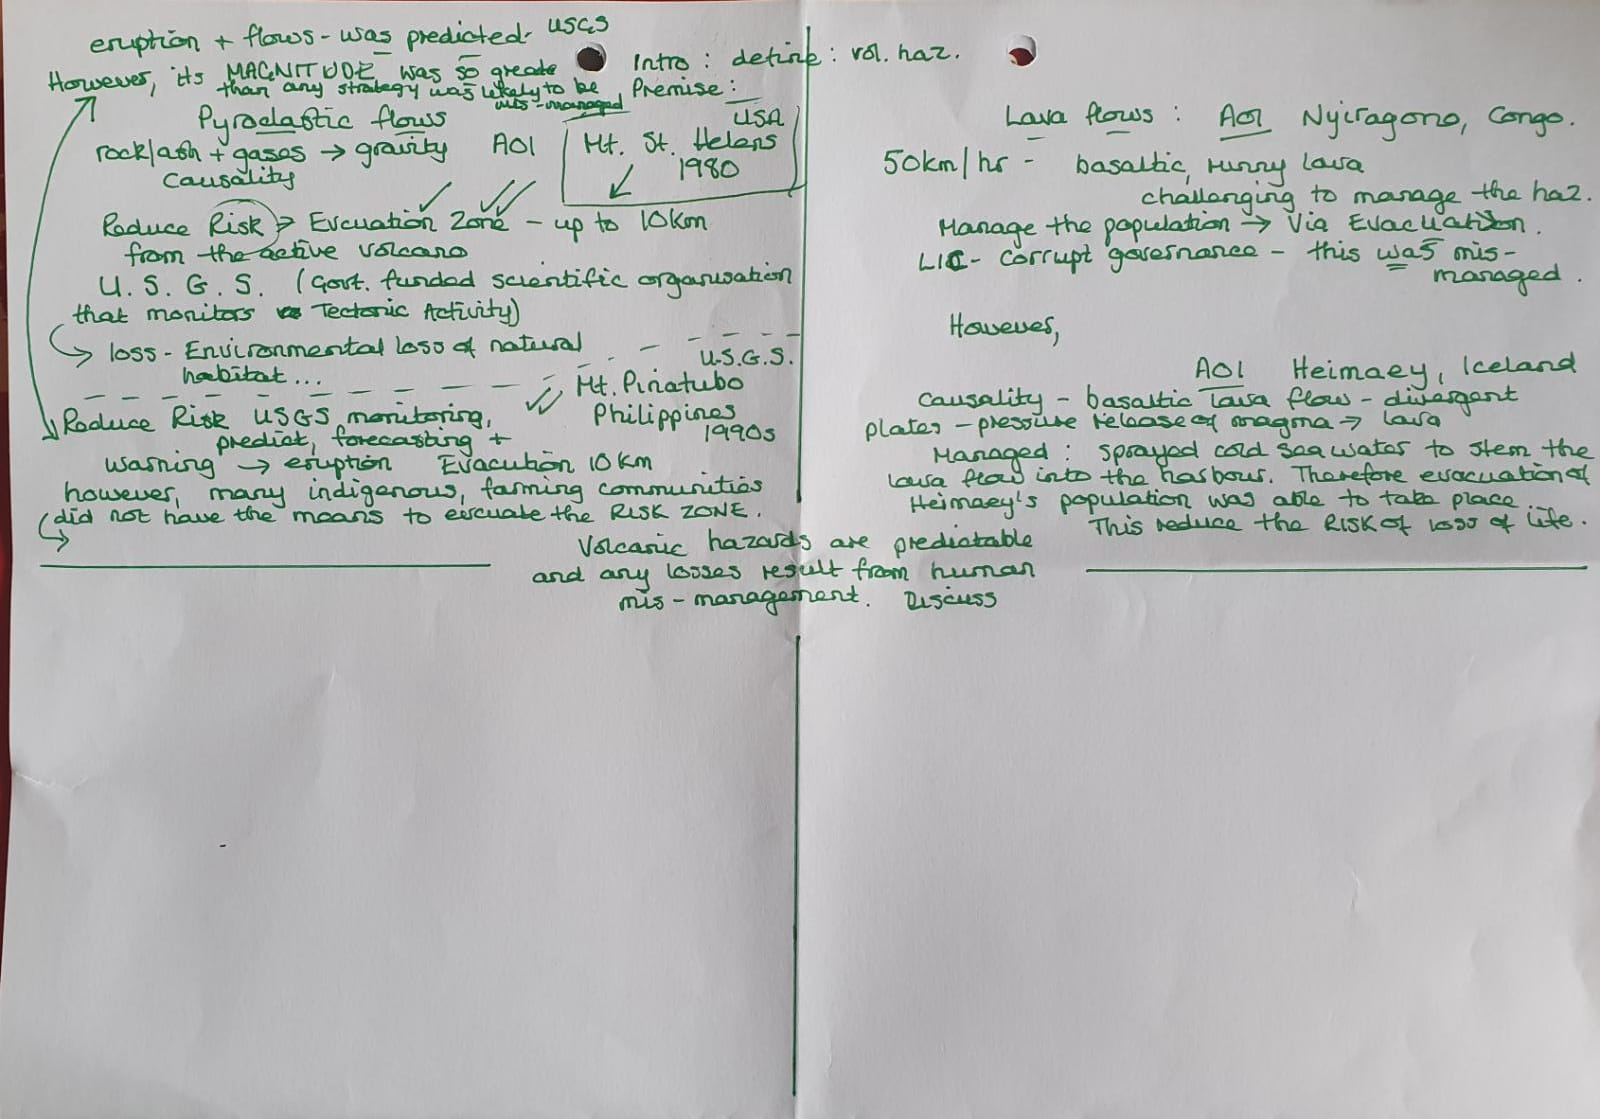 eruption + flows - was predicted. USGS
However, its MAGNITUDE was so greate
than any strategy was likely to be
mis-managed
Pyroclastic flows
rock/ash + gases → gravity AOI
causality
USA
Mt. St. Helens
1980
Reduce Risk → Evcuation Zone - up to 10km
from the active volcano
U.S.G.S. (Govt. funded scientific organisation
that monitors Tectonic Activity)
→ loss - Environmental loss of natural
habitat...
U.S.G.S.
Mt. Pinatubo
Philippines
1990s
Reduce Risk USGS monitoring,
predict, forecasting +
warning → eruption Evacution 10km
however, many indigenous, farming communities
did not have the means to evcuate the RISK ZONE.
→
Intro : define : vol. haz.
Premise :
Lava flows : AOI Nyiragono, Congo.
50km/hr - basaltic, runny lava
challenging to manage the haz.
Manage the population → Via Evacuation.
LIC - corrupt governance - this was mis-
managed.
However,
AOI Heimaey, Iceland
Causality - basaltic lava flow - divergent
plates - pressure release of magma → lava
Managed : sprayed cold sea water to stem the
lava flow into the harbour. Therefore evacuation of
Heimaey's population was able to take place.
This reduce the RISK of loss of life.
Volcanic hazards are predictable
and any losses result from human
mis-management. Discuss